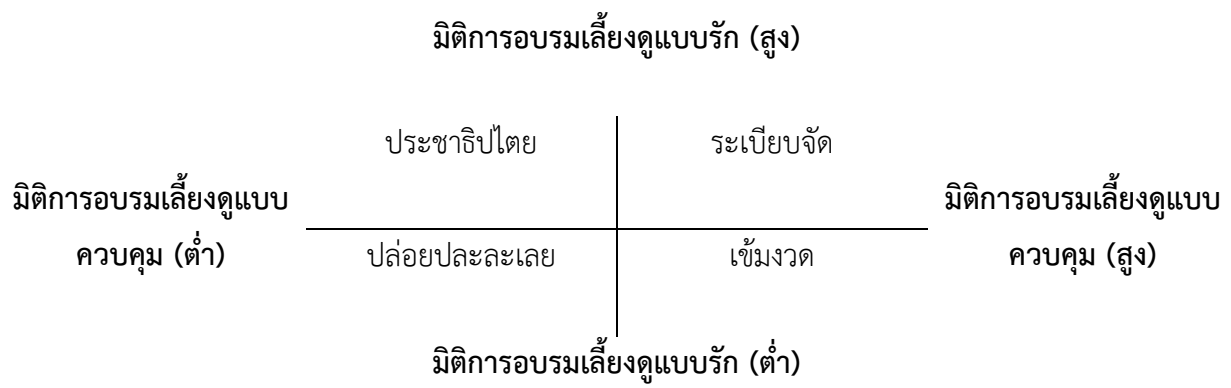 มิติการอบรมเลี้ยงดูแบบรัก (สูง)
ประชาธิปไตย
ระเบียบจัด
มิติการอบรมเลี้ยงดูแบบ
ควบคุม (ต่ำ)
มิติการอบรมเลี้ยงดูแบบ
ควบคุม (สูง)
ปล่อยปละละเลย
เข้มงวด
มิติการอบรมเลี้ยงดูแบบรัก (ต่ำ)